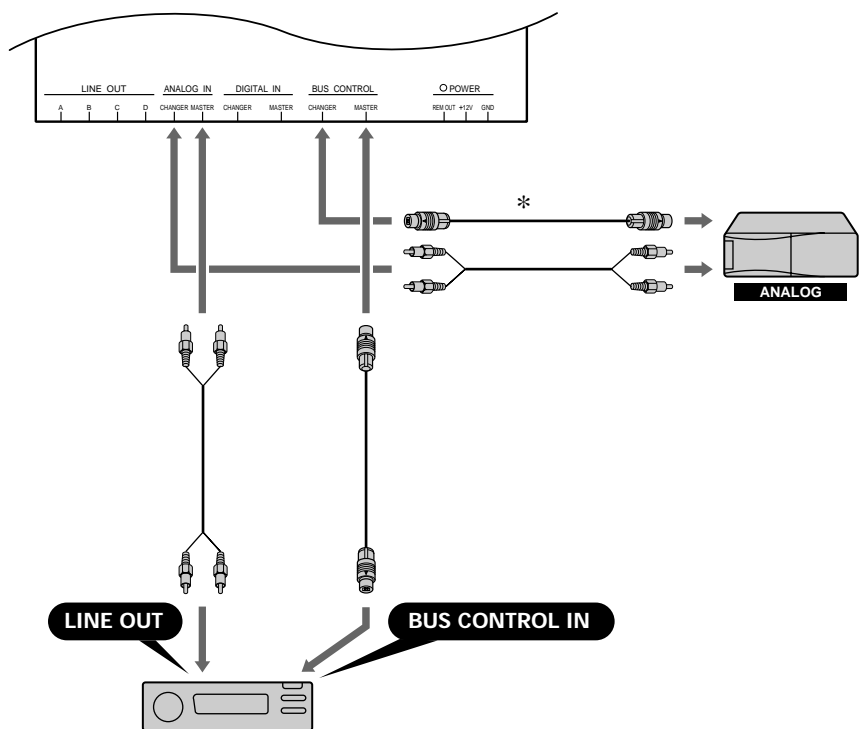 LINE OUT ANALOG IN DIGITAL IN BUS CONTROL POWER
A B C D CHANGER MASTER CHANGER MASTER CHANGER MASTER REM OUT +12V GND
*
ANALOG
LINE OUT BUS CONTROL IN